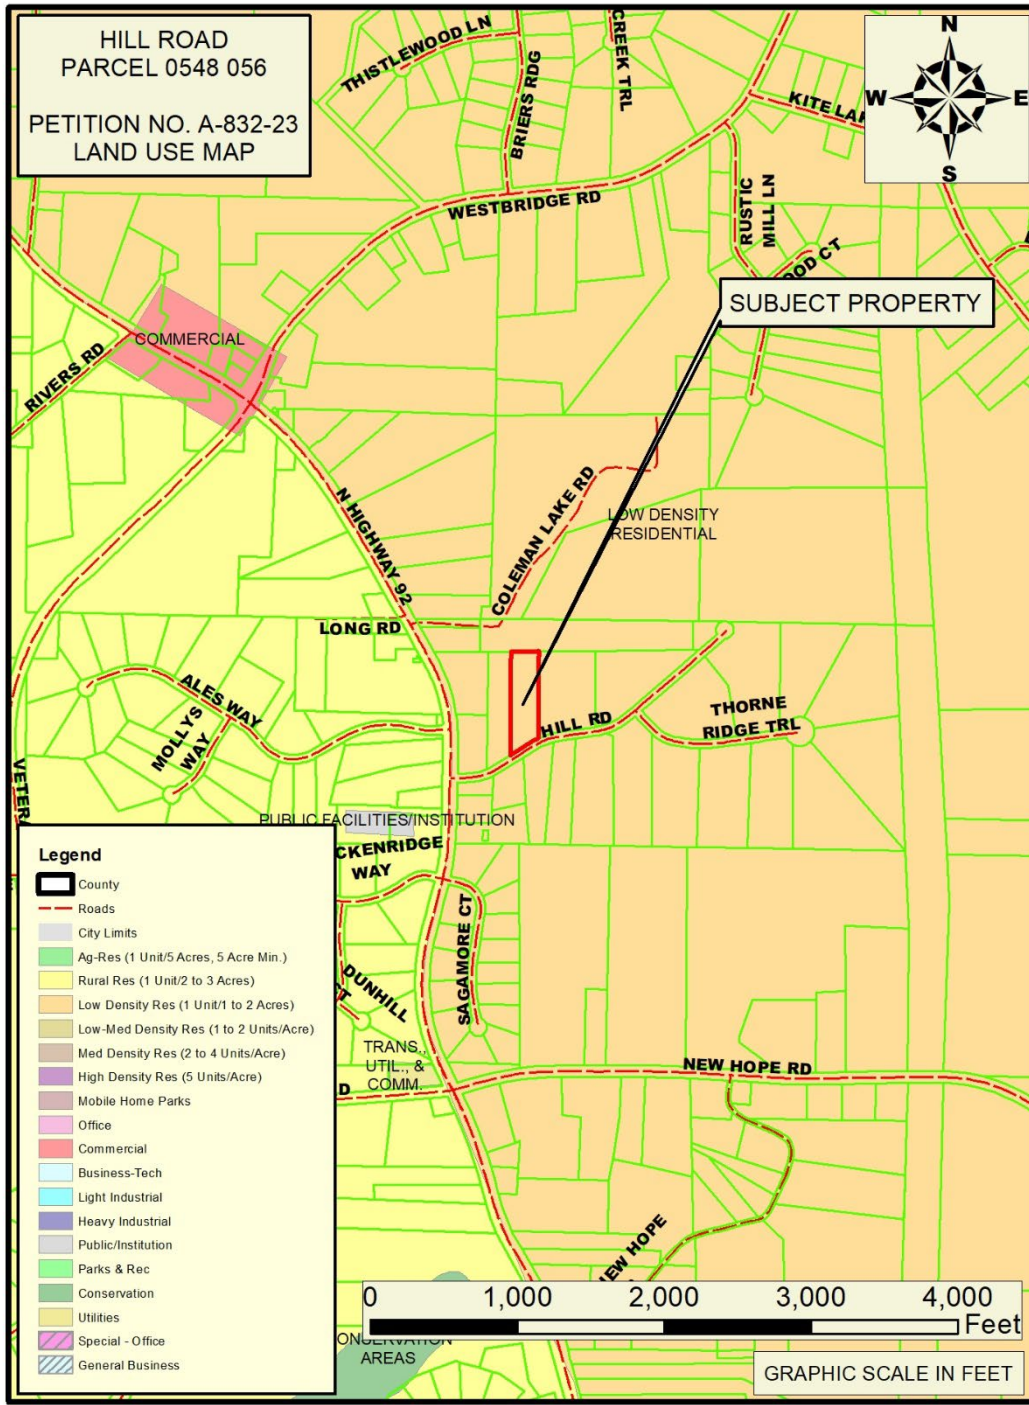 HILL ROAD
PARCEL 0548 056
PETITION NO. A-832-23
LAND USE MAP
N
W
E
S
THISTLEWOOD LN
BRIERS RDG
CREEK TRL
KITE LAK
WESTBRIDGE RD
RUSTIC
MILL LN
OOD CT
SUBJECT PROPERTY
COMMERCIAL
RIVERS RD
N HIGHWAY 92
COLEMAN LAKE RD
LOW DENSITY
RESIDENTIAL
LONG RD
ALES WAY
MOLLYS
WAY
HILL RD
THORNE
RIDGE TRL
VETERA
PUBLIC FACILITIES/INSTITUTION
CKENRIDGE
WAY
SAGAMORE CT
DUNHILL
CT
TRANS.,
UTIL., &
COMM.
D
NEW HOPE RD
NEW HOPE
CONSERVATION
AREAS
Legend
County
Roads
City Limits
Ag-Res (1 Unit/5 Acres, 5 Acre Min.)
Rural Res (1 Unit/2 to 3 Acres)
Low Density Res (1 Unit/1 to 2 Acres)
Low-Med Density Res (1 to 2 Units/Acre)
Med Density Res (2 to 4 Units/Acre)
High Density Res (5 Units/Acre)
Mobile Home Parks
Office
Commercial
Business-Tech
Light Industrial
Heavy Industrial
Public/Institution
Parks & Rec
Conservation
Utilities
Special - Office
General Business
0 1,000 2,000 3,000 4,000
Feet
GRAPHIC SCALE IN FEET